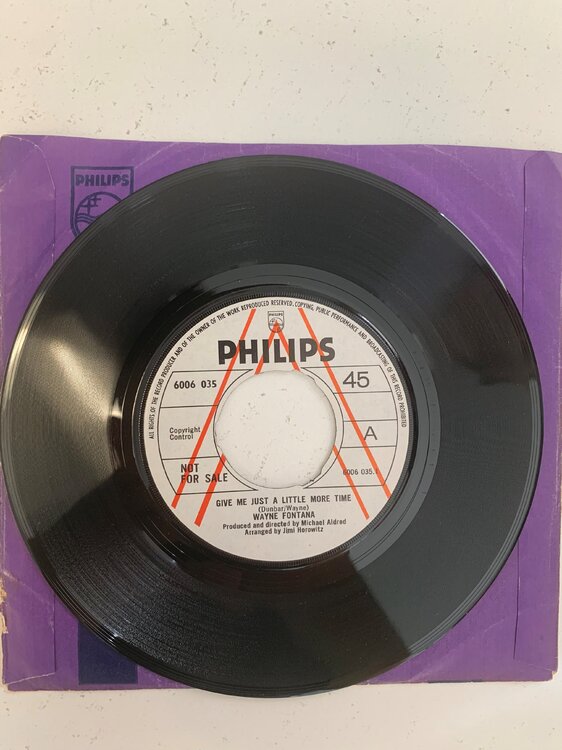 PHILIPS
ALL RIGHTS OF THE RECORD PRODUCER AND OF THE OWNER OF THE WORK REPRODUCED RESERVED. COPYING, PUBLIC PERFORMANCE AND BROADCASTING OF THIS RECORD PROHIBITED
PHILIPS
PHILIPS
6006 035
45
Copyright
Control
A
NOT
FOR SALE
6006 035.
GIVE ME JUST A LITTLE MORE TIME
(Dunbar/Wayne)
WAYNE FONTANA
Produced and directed by Michael Aldred
Arranged by Jimi Horowitz